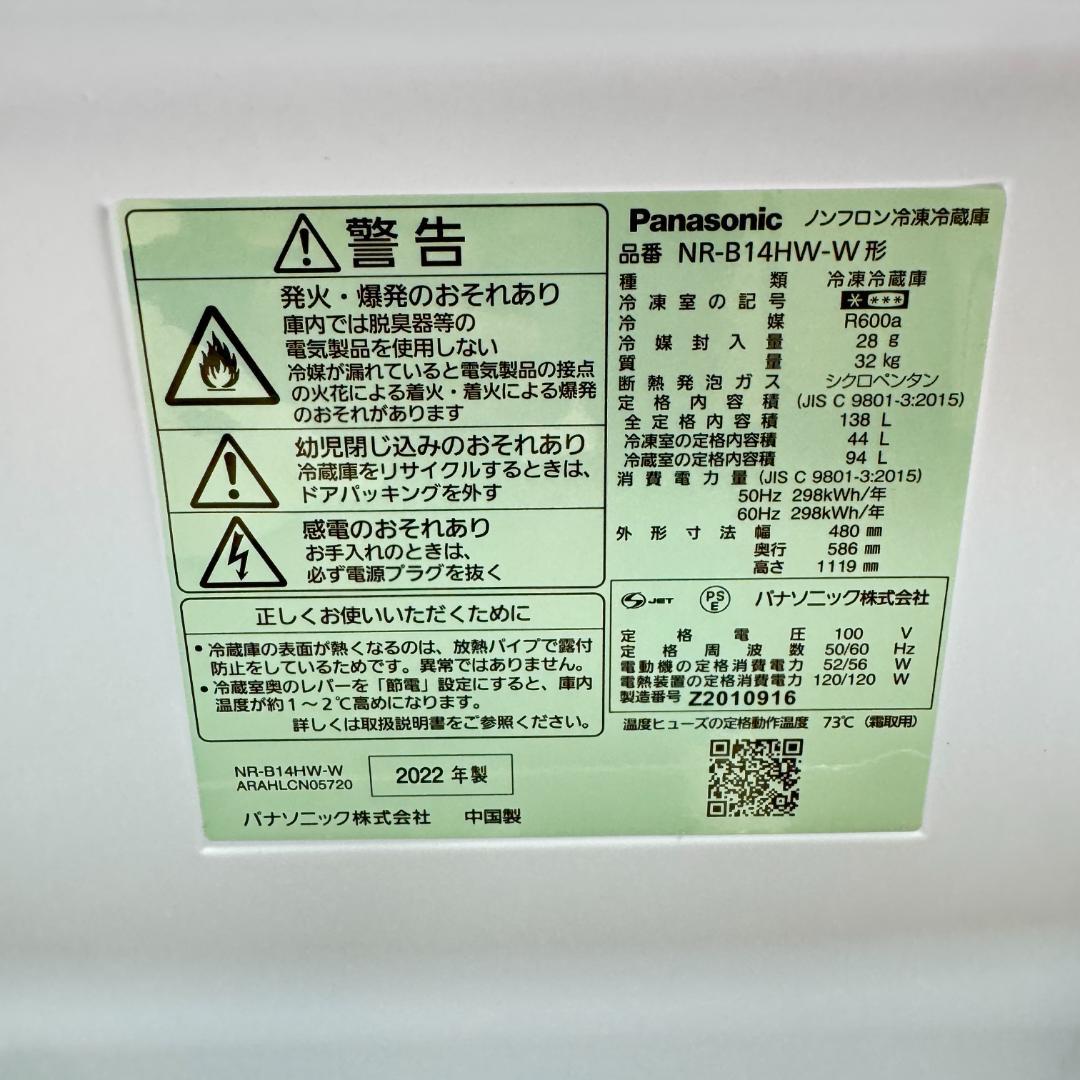 警告
発火・爆発のおそれあり
庫内では脱臭器等の
電気製品を使用しない
冷媒が漏れていると電気製品の接点
の火花による着火・着火による爆発
のおそれがあります
幼児閉じ込みのおそれあり
冷蔵庫をリサイクルするときは、
ドアパッキングを外す
感電のおそれあり
お手入れのときは、
必ず電源プラグを抜く
正しくお使いいただくために
・冷蔵庫の表面が熱くなるのは、放熱パイプで露付
防止をしているためです。異常ではありません。
・冷蔵室奥のレバーを「節電」設定にすると、庫内
温度が約1～2℃高めになります。
詳しくは取扱説明書をご参照ください。
NR-B14HW-W
ARAHLCN05720
2022 年製
パナソニック株式会社 中国製
Panasonic ノンフロン冷凍冷蔵庫
品番 NR-B14HW-W形
種類 冷凍冷蔵庫
冷凍室の記号 ****
冷媒 R600a
冷媒封入量 28 g
質量 32 kg
断熱発泡ガス シクロペンタン
定格内容積 (JIS C 9801-3:2015)
全定格内容積 138 L
冷凍室の定格内容積 44 L
冷蔵室の定格内容積 94 L
消費電力量 (JIS C 9801-3:2015)
50Hz 298kWh/年
60Hz 298kWh/年
外形寸法 幅 480 mm
奥行 586 mm
高さ 1119 mm
JET PSE パナソニック株式会社
定格電圧 100 V
定格周波数 50/60 Hz
電動機の定格消費電力 52/56 W
電熱装置の定格消費電力 120/120 W
製造番号 Z2010916
温度ヒューズの定格動作温度 73℃ (霜取用)